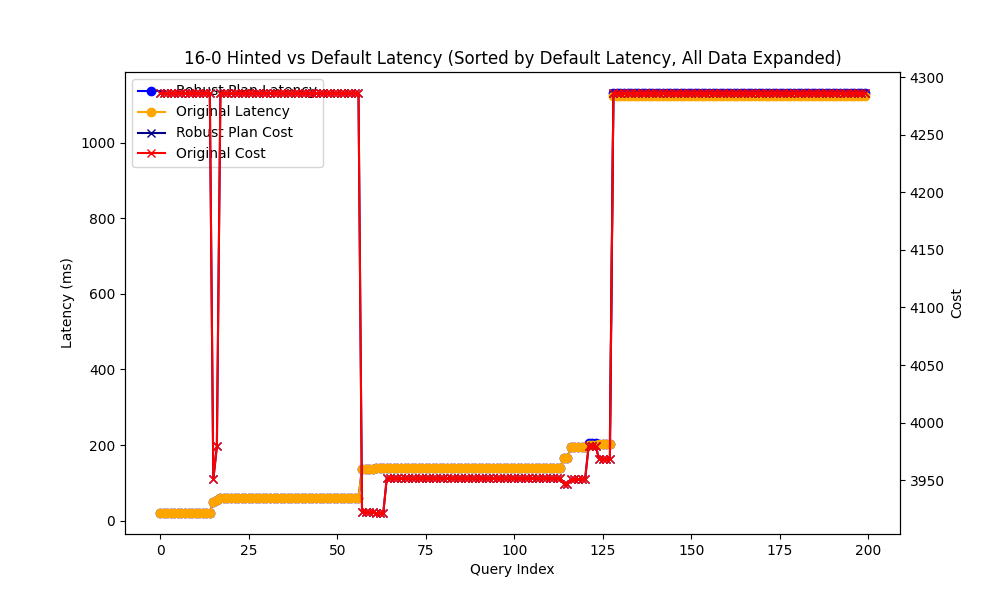 16-0 Hinted vs Default Latency (Sorted by Default Latency, All Data Expanded)
Robust Plan Latency
Original Latency
Robust Plan Cost
Original Cost
Latency (ms)
0
200
400
600
800
1000
Cost
3950
4000
4050
4100
4150
4200
4250
4300
0 25 50 75 100 125 150 175 200
Query Index